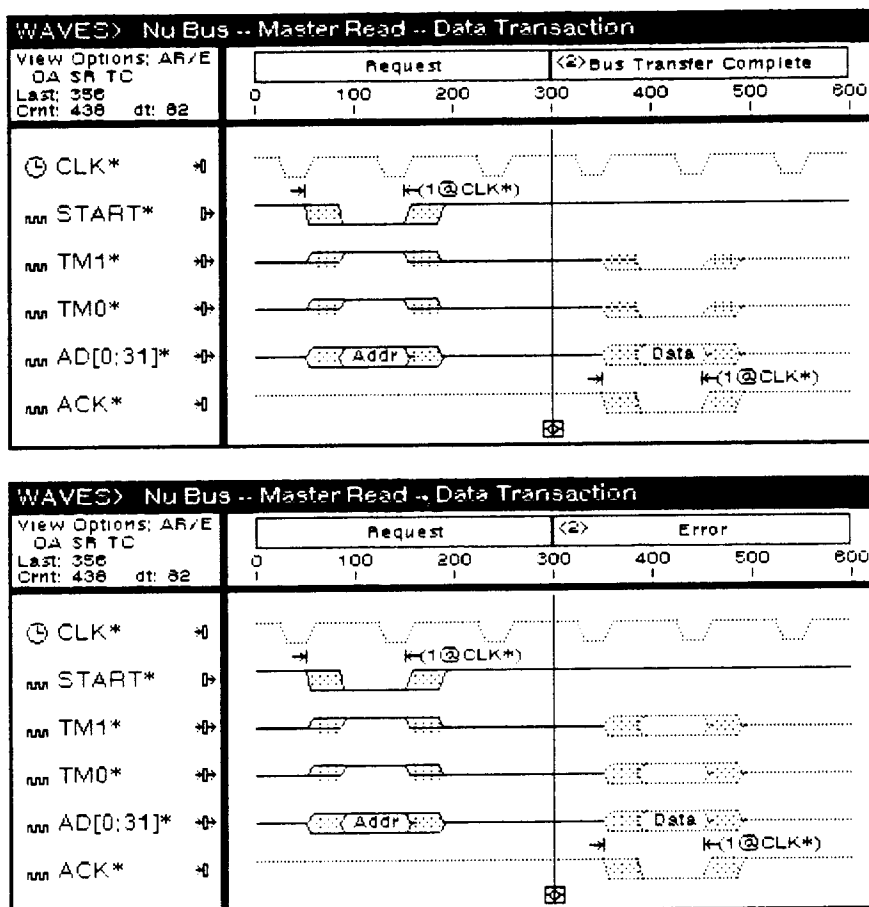 WAVES> Nu Bus -- Master Read -- Data Transaction
View Options: AR/E
OA SR TC
Last: 356
Crnt: 438 dt: 82
Request <2>Bus Transfer Complete
0 100 200 300 400 500 600
CLK*
(1@CLK*)
START*
TM1*
TM0*
AD[0:31]* Addr Data
(1@CLK*)
ACK*
WAVES> Nu Bus -- Master Read -- Data Transaction
View Options: AR/E
OA SR TC
Last: 356
Crnt: 438 dt: 82
Request <2> Error
0 100 200 300 400 500 600
CLK*
(1@CLK*)
START*
TM1*
TM0*
AD[0:31]* Addr Data
(1@CLK*)
ACK*